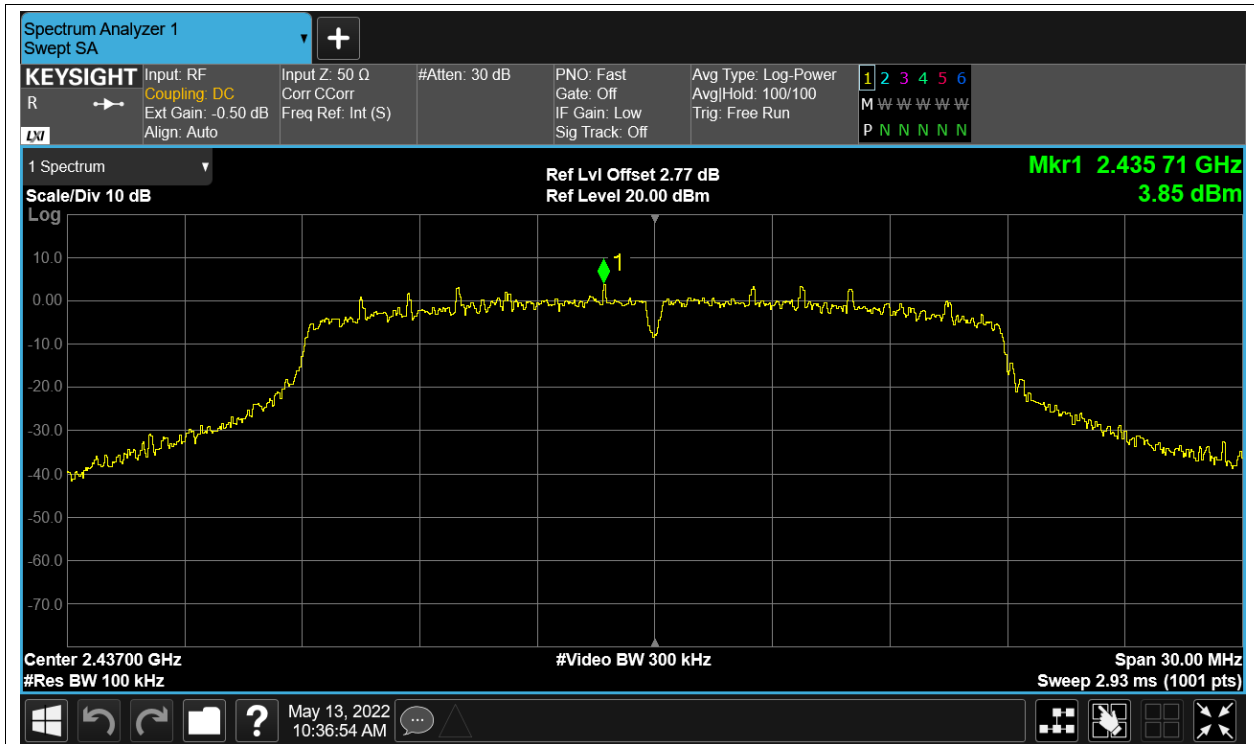 Spectrum Analyzer 1
Swept SA
KEYSIGHT
R
LXI
Input: RF
Coupling: DC
Ext Gain: -0.50 dB
Align: Auto
Input Z: 50 Ω
Corr CCorr
Freq Ref: Int (S)
#Atten: 30 dB
PNO: Fast
Gate: Off
IF Gain: Low
Sig Track: Off
Avg Type: Log-Power
Avg|Hold: 100/100
Trig: Free Run
1 2 3 4 5 6
M W W W W W
P N N N N N
1 Spectrum
Scale/Div 10 dB
Ref Lvl Offset 2.77 dB
Ref Level 20.00 dBm
Mkr1 2.435 71 GHz
3.85 dBm
Log
1
10.0
0.00
-10.0
-20.0
-30.0
-40.0
-50.0
-60.0
-70.0
Center 2.43700 GHz
#Res BW 100 kHz
#Video BW 300 kHz
Span 30.00 MHz
Sweep 2.93 ms (1001 pts)
?
May 13, 2022
10:36:54 AM